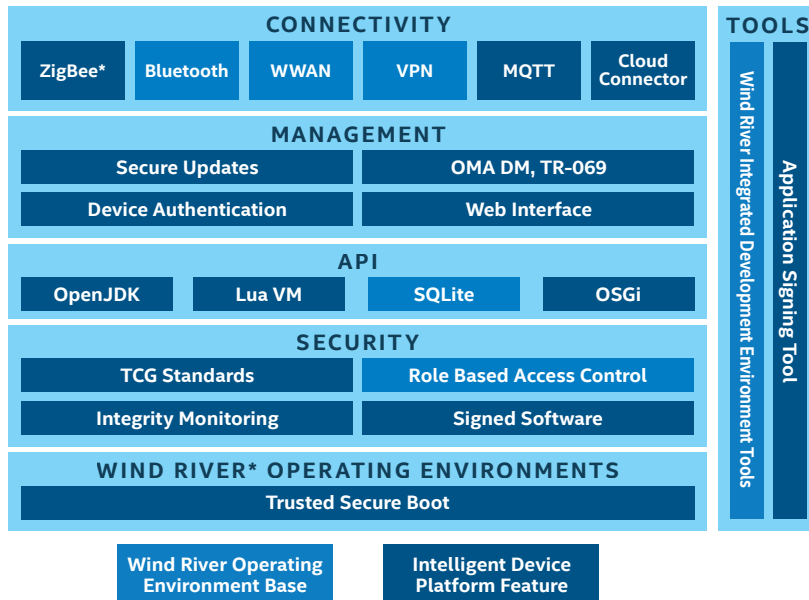 CONNECTIVITY
ZigBee*
Bluetooth
WWAN
VPN
MQTT
Cloud
Connector
MANAGEMENT
Secure Updates
OMA DM, TR-069
Device Authentication
Web Interface
API
OpenJDK
Lua VM
SQLite
OSGi
SECURITY
TCG Standards
Role Based Access Control
Integrity Monitoring
Signed Software
WIND RIVER* OPERATING ENVIRONMENTS
Trusted Secure Boot
TOOLS
Wind River Integrated Development Environment Tools
Application Signing Tool
Wind River Operating
Environment Base
Intelligent Device
Platform Feature